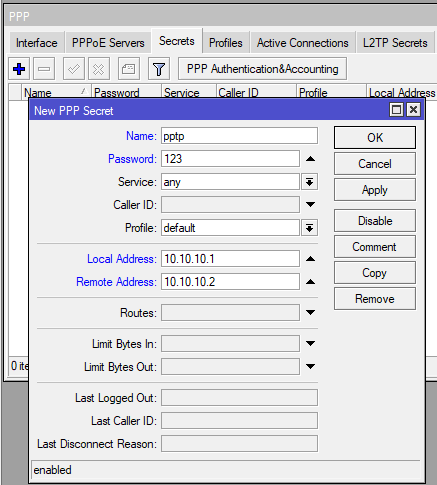 PPP
Interface PPPoE Servers Secrets Profiles Active Connections L2TP Secrets
PPP Authentication&Accounting
Name Password Service Caller ID Profile Local Address
New PPP Secret
Name: pptp
OK
Password: 123
Cancel
Service: any
Apply
Caller ID:
Profile: default
Disable
Comment
Local Address: 10.10.10.1
Copy
Remote Address: 10.10.10.2
Remove
Routes:
Limit Bytes In:
Limit Bytes Out:
0 ite
Last Logged Out:
Last Caller ID:
Last Disconnect Reason:
enabled